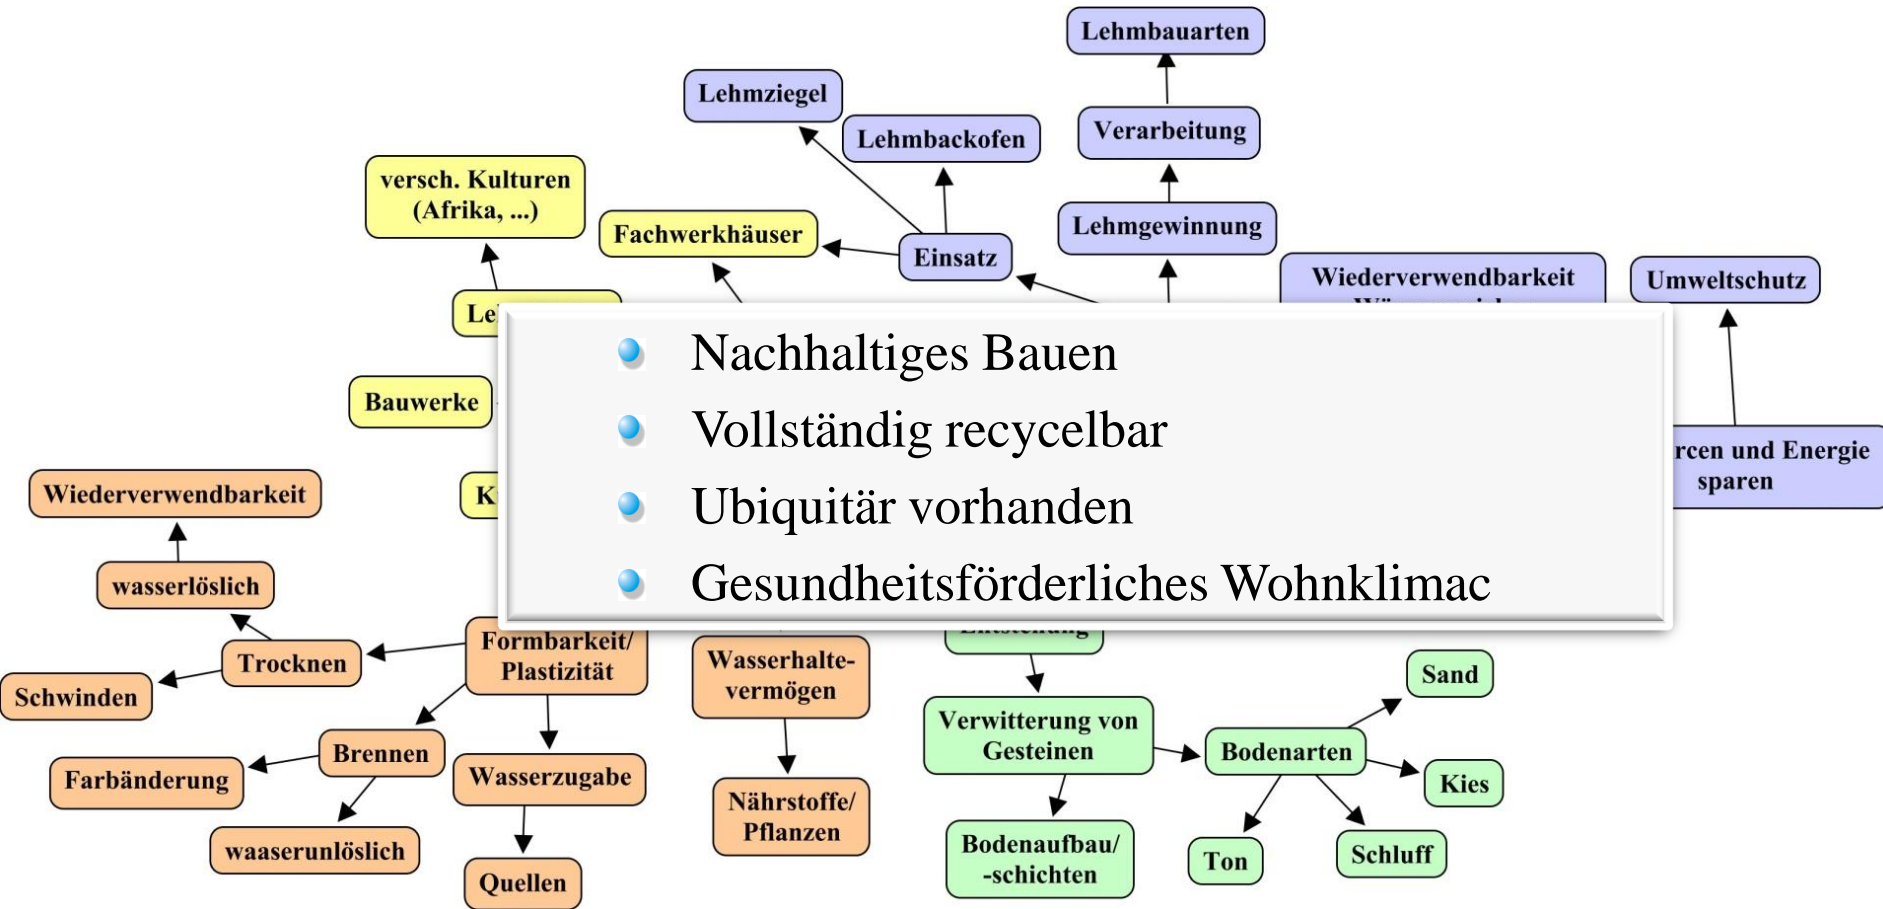 Lehmbauarten
Lehmziegel
Lehmbackofen
Verarbeitung
versch. Kulturen
(Afrika, ...)
Fachwerkhäuser
Einsatz
Lehmgewinnung
Wiederverwendbarkeit
Umweltschutz
Bauwerke
Nachhaltiges Bauen
Vollständig recycelbar
Ubiquitär vorhanden
Gesundheitsförderliches Wohnklimac
rcen und Energie
sparen
Wiederverwendbarkeit
wasserlöslich
Trocknen
Schwinden
Formbarkeit/
Plastizität
Brennen
Farbänderung
waaserunlöslich
Wasserzugabe
Quellen
Wasserhalte-
vermögen
Nährstoffe/
Pflanzen
Entstehung
Verwitterung von
Gesteinen
Bodenarten
Sand
Kies
Schluff
Ton
Bodenaufbau/
-schichten